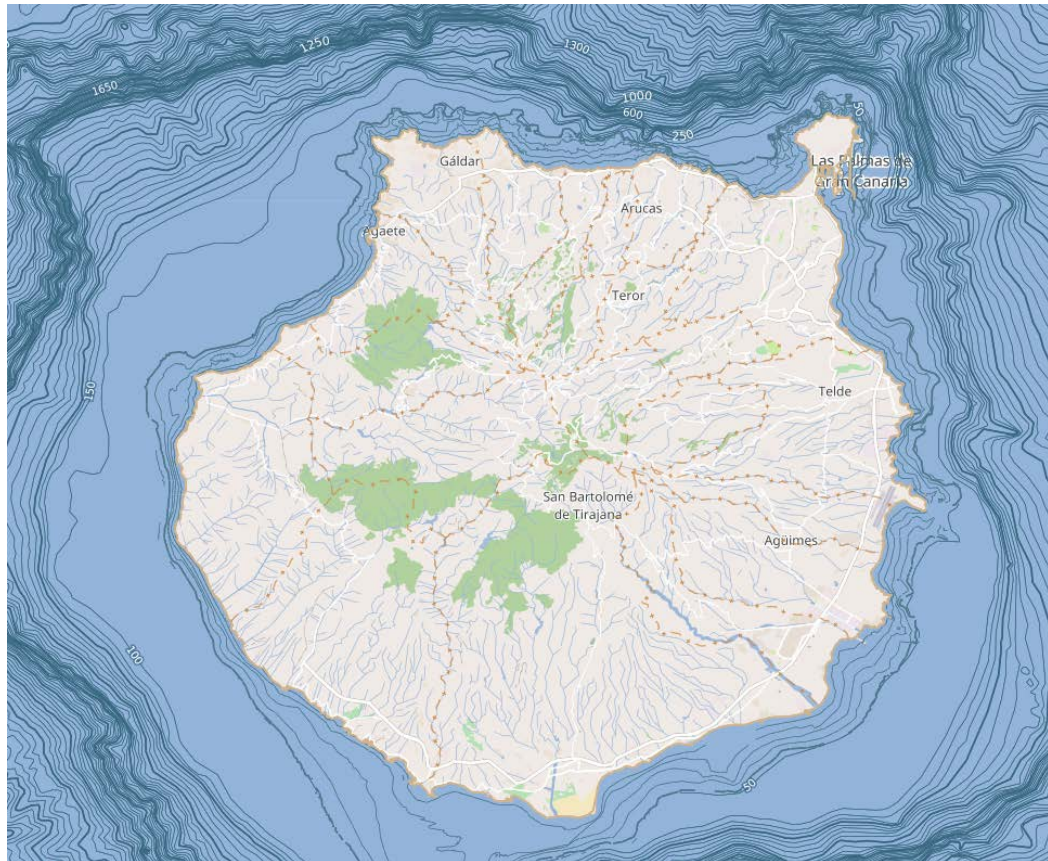 1250
1300
1650
1000
600
250
50
Gáldar
Las Palmas de
Gran Canaria
Arucas
Agaete
Teror
150
Telde
San Bartolomé
de Tirajana
Agüimes
100
50